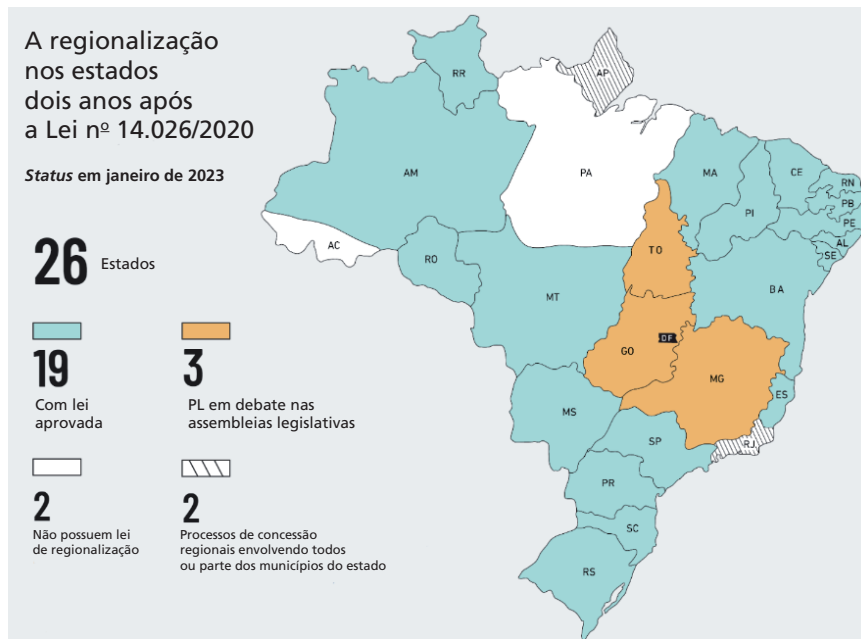 A regionalização
nos estados
dois anos após
a Lei nº 14.026/2020
Status em janeiro de 2023
26 Estados
19
Com lei
aprovada
3
PL em debate nas
assembleias legislativas
2
Não possuem lei
de regionalização
2
Processos de concessão
regionais envolvendo todos
ou parte dos municípios do estado
RR
AP
AM
PA
MA
CE
RN
PB
PE
PI
AL
SE
AC
RO
TO
BA
MT
DF
GO
MG
ES
MS
SP
RJ
PR
SC
RS